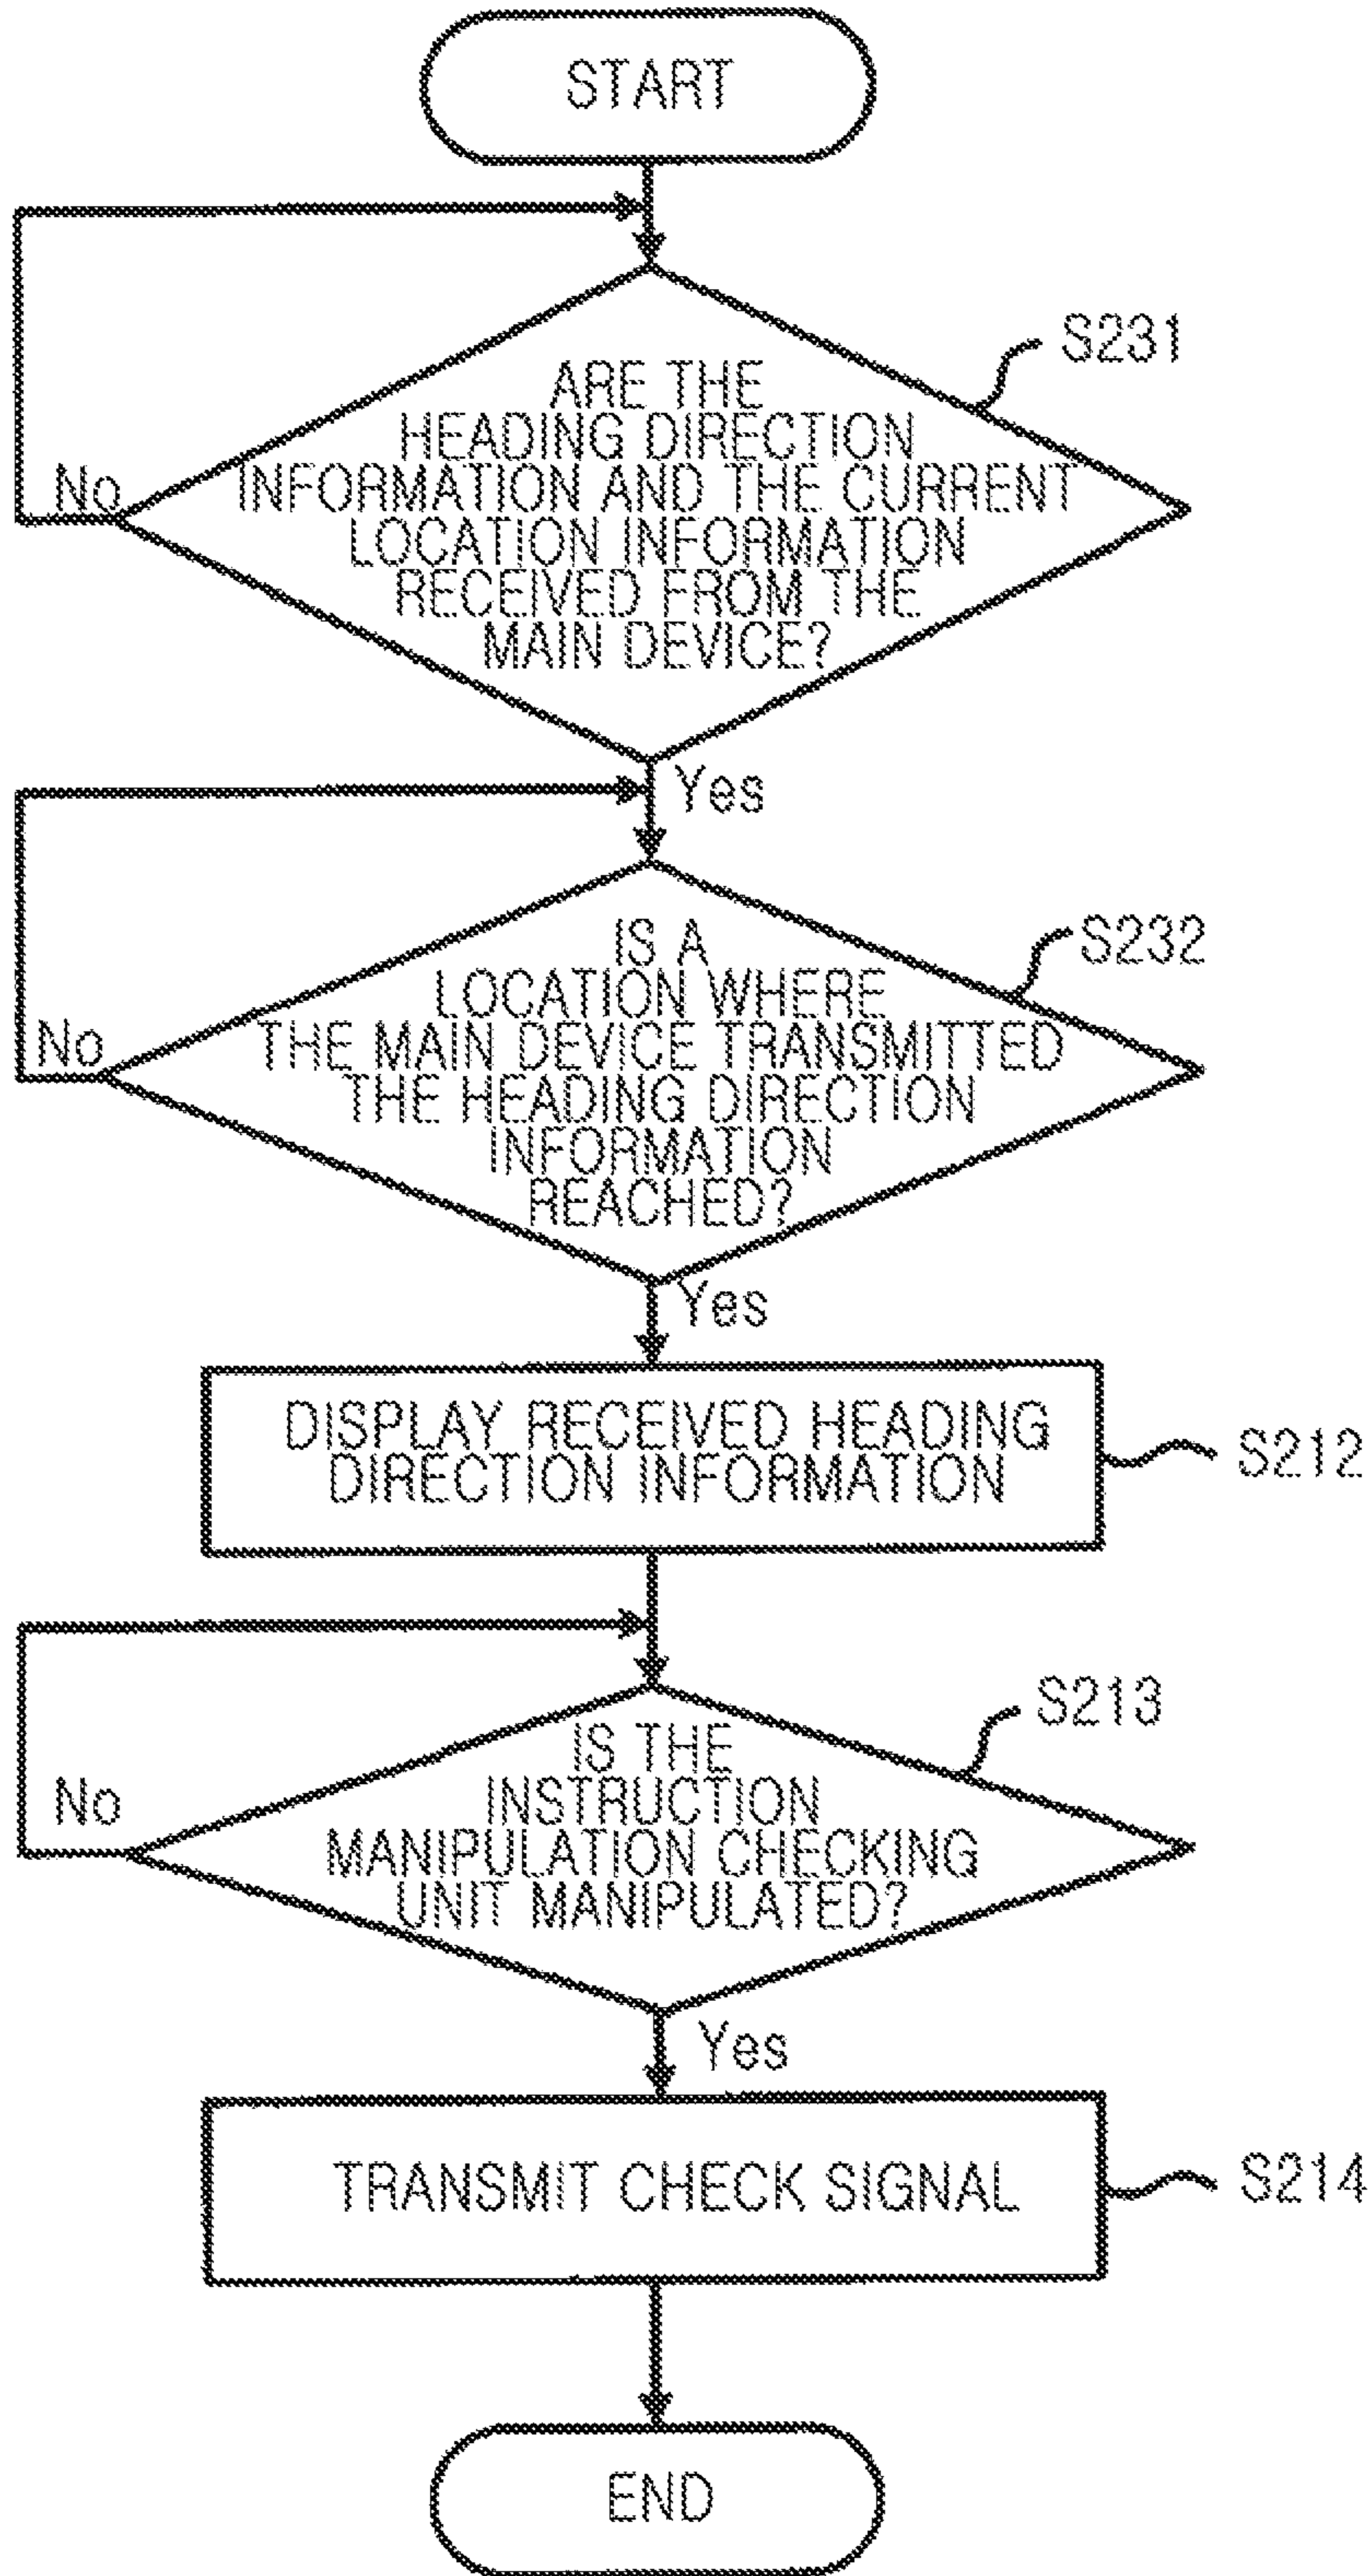 START
S231
ARE THE
HEADING DIRECTION
INFORMATION AND THE CURRENT
LOCATION INFORMATION
RECEIVED FROM THE
MAIN DEVICE?
No
Yes
S232
IS A
LOCATION WHERE
THE MAIN DEVICE TRANSMITTED
THE HEADING DIRECTION
INFORMATION
REACHED?
No
Yes
DISPLAY RECEIVED HEADING
DIRECTION INFORMATION
S212
S213
IS THE
INSTRUCTION
MANIPULATION CHECKING
UNIT MANIPULATED?
No
Yes
TRANSMIT CHECK SIGNAL
S214
END